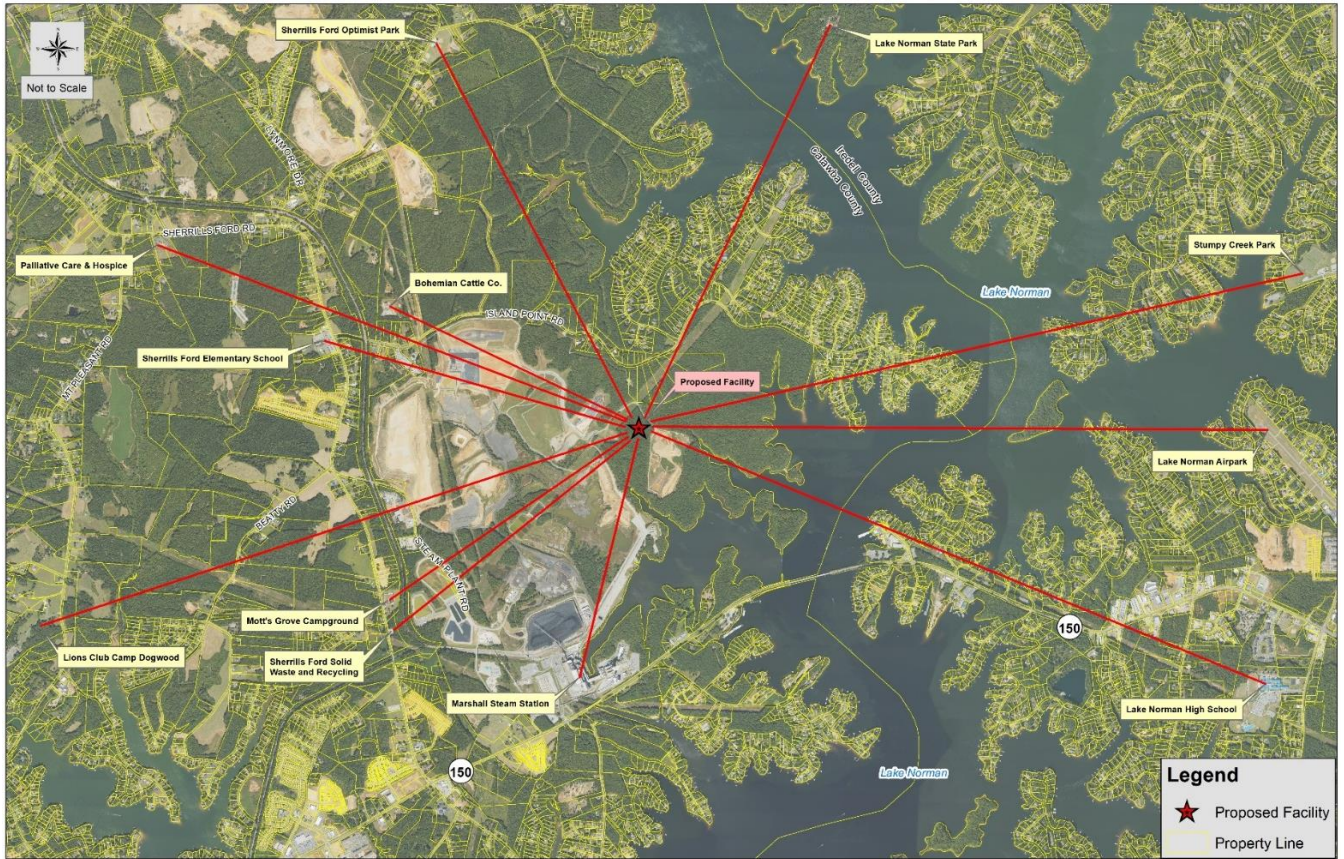 Sherrills Ford Optimist Park
Lake Norman State Park
Not to Scale
LYNMORE DR
Iredell County
Catawba County
SHERRILLS FORD RD
Palliative Care & Hospice
Stumpy Creek Park
Bohemian Cattle Co.
Lake Norman
ISLAND POINT RD
MT PLEASANT RD
Sherrills Ford Elementary School
Proposed Facility
Lake Norman Airpark
BEATTY RD
STEAM PLANT RD
Mott's Grove Campground
150
Lions Club Camp Dogwood
Sherrills Ford Solid
Waste and Recycling
Marshall Steam Station
Lake Norman High School
150
Lake Norman
Legend
Proposed Facility
Property Line